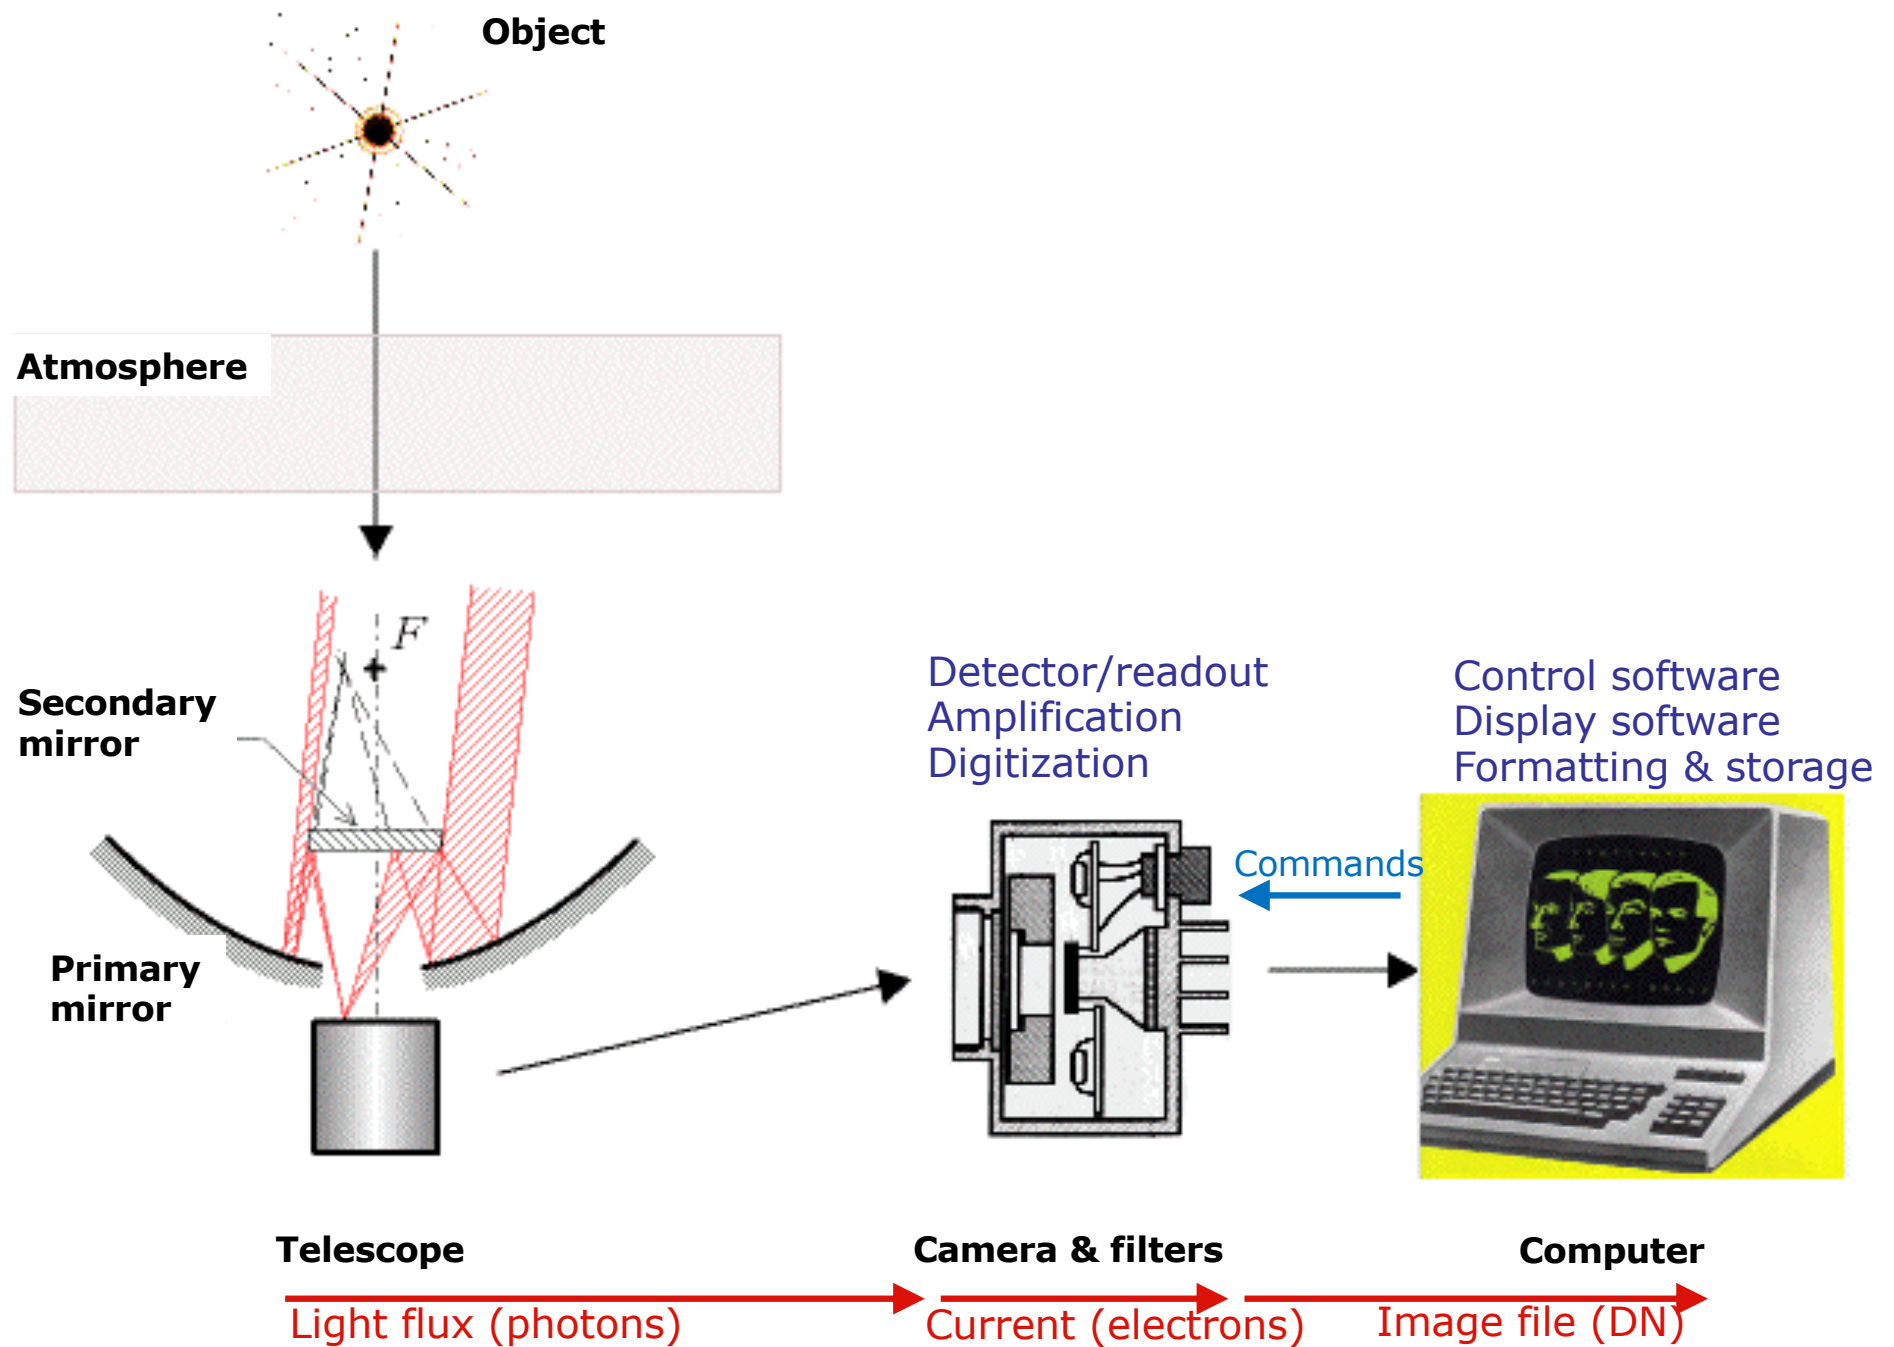 Object
Atmosphere
F
Secondary
mirror
Primary
mirror
Detector/readout
Amplification
Digitization
Control software
Display software
Formatting & storage
Commands
Telescope
Camera & filters
Computer
Light flux (photons)
Current (electrons)
Image file (DN)